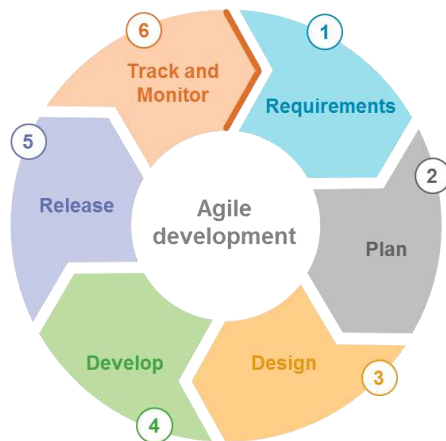 Agile
development
1
Requirements
2
Plan
3
Design
4
Develop
5
Release
6
Track and
Monitor